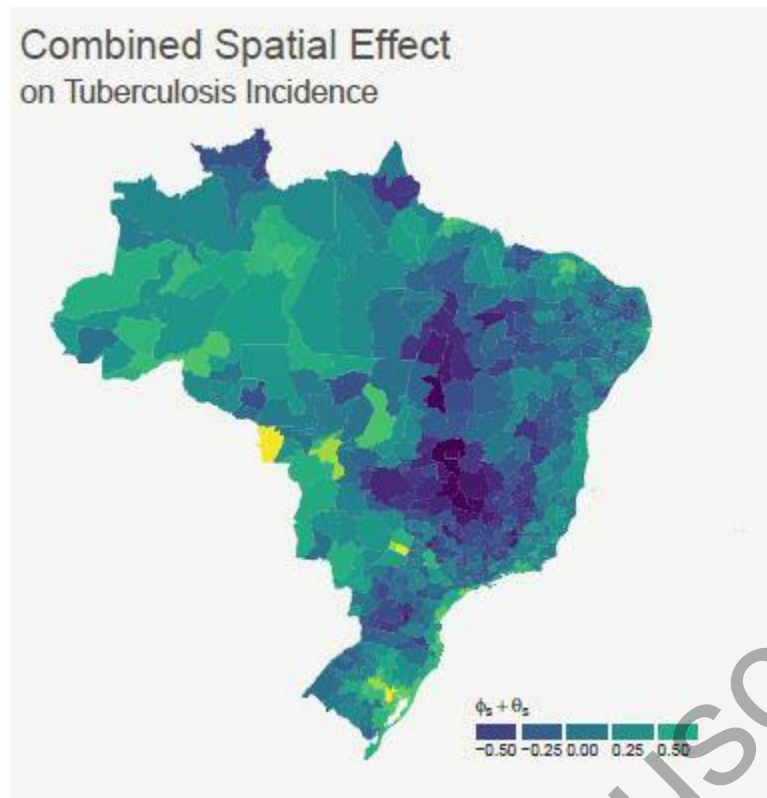 Combined Spatial Effect
on Tuberculosis Incidence
ϕₛ + θₛ
−0.50 −0.25 0.00 0.25 0.50